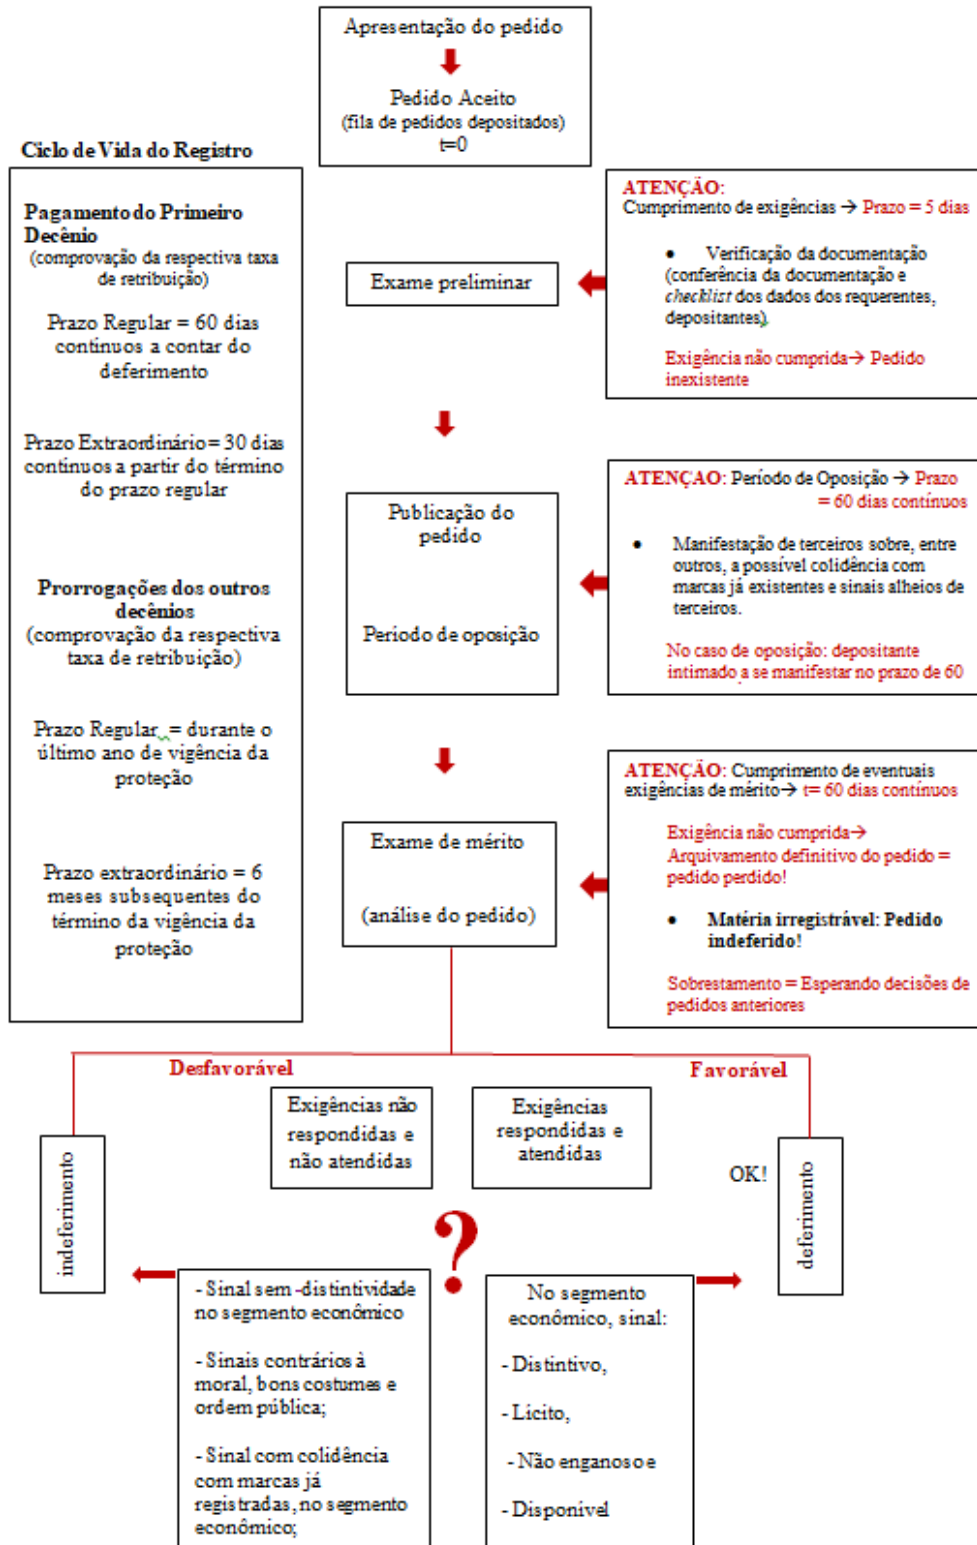 Apresentação do pedido
Pedido Aceito
(fila de pedidos depositados)
t=0
Ciclo de Vida do Registro
Pagamento do Primeiro
Decênio
(comprovação da respectiva taxa
de retribuição)
Prazo Regular = 60 dias
contínuos a contar do
deferimento
Prazo Extraordinário= 30 dias
contínuos a partir do término
do prazo regular
Prorrogações dos outros
decênios
(comprovação da respectiva
taxa de retribuição)
Prazo Regular = durante o
último ano de vigência da
proteção
Prazo extraordinário = 6
meses subsequentes do
término da vigência da
proteção
Exame preliminar
ATENÇÃO:
Cumprimento de exigências → Prazo = 5 dias
• Verificação da documentação
(conferência da documentação e
checklist dos dados dos requerentes,
depositantes)
Exigência não cumprida→ Pedido
inexistente
Publicação do
pedido
Período de oposição
ATENÇAO: Período de Oposição → Prazo
= 60 dias contínuos
• Manifestação de terceiros sobre, entre
outros, a possível colidência com
marcas já existentes e sinais alheios de
terceiros.
No caso de oposição: depositante
intimado a se manifestar no prazo de 60
Exame de mérito
(análise do pedido)
ATENÇÃO: Cumprimento de eventuais
exigências de mérito→ t= 60 dias contínuos
Exigência não cumprida→
Arquivamento definitivo do pedido =
pedido perdido!
• Matéria irregistrável: Pedido
indeferido!
Sobrestamento = Esperando decisões de
pedidos anteriores
Desfavorável
Favorável
Exigências não
respondidas e
não atendidas
Exigências
respondidas e
atendidas
indeferimento
OK!
deferimento
?
- Sinal sem -distintividade
no segmento econômico
- Sinais contrários à
moral, bons costumes e
ordem pública;
- Sinal com colidência
com marcas já
registradas, no segmento
econômico;
No segmento
econômico, sinal:
- Distintivo,
- Lícito,
- Não enganoso e
- Disponível